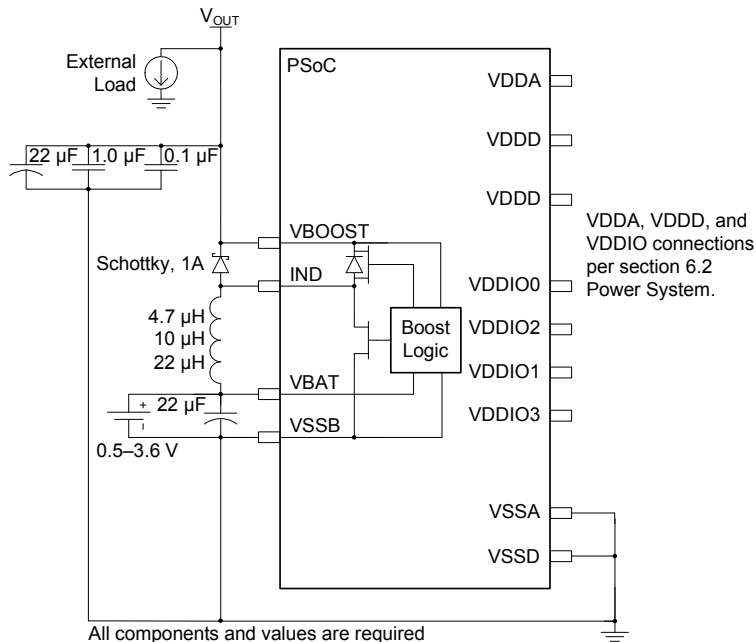 VOUT
External
Load
PSoC
VDDA
VDDD
22 µF 1.0 µF 0.1 µF
VDDD
VDDA, VDDD, and
VDDIO connections
per section 6.2
Power System.
VBOOST
Schottky, 1A
IND
VDDIO0
4.7 µH
10 µH
22 µH
Boost
Logic
VDDIO2
VDDIO1
VBAT
22 µF
+
VDDIO3
VSSB
0.5–3.6 V
VSSA
VSSD
All components and values are required